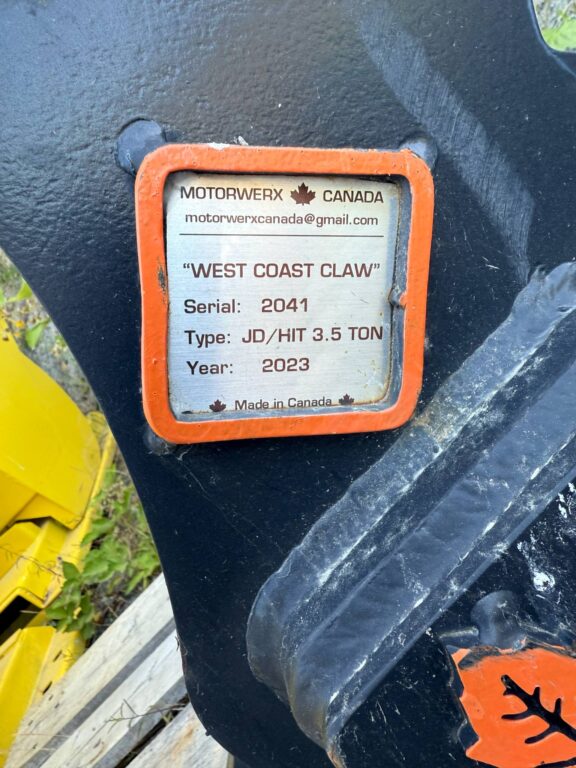 MOTORWERX CANADA
motorwerxcanada@gmail.com
"WEST COAST CLAW"
Serial: 2041
Type: JD/HIT 3.5 TON
Year: 2023
Made in Canada